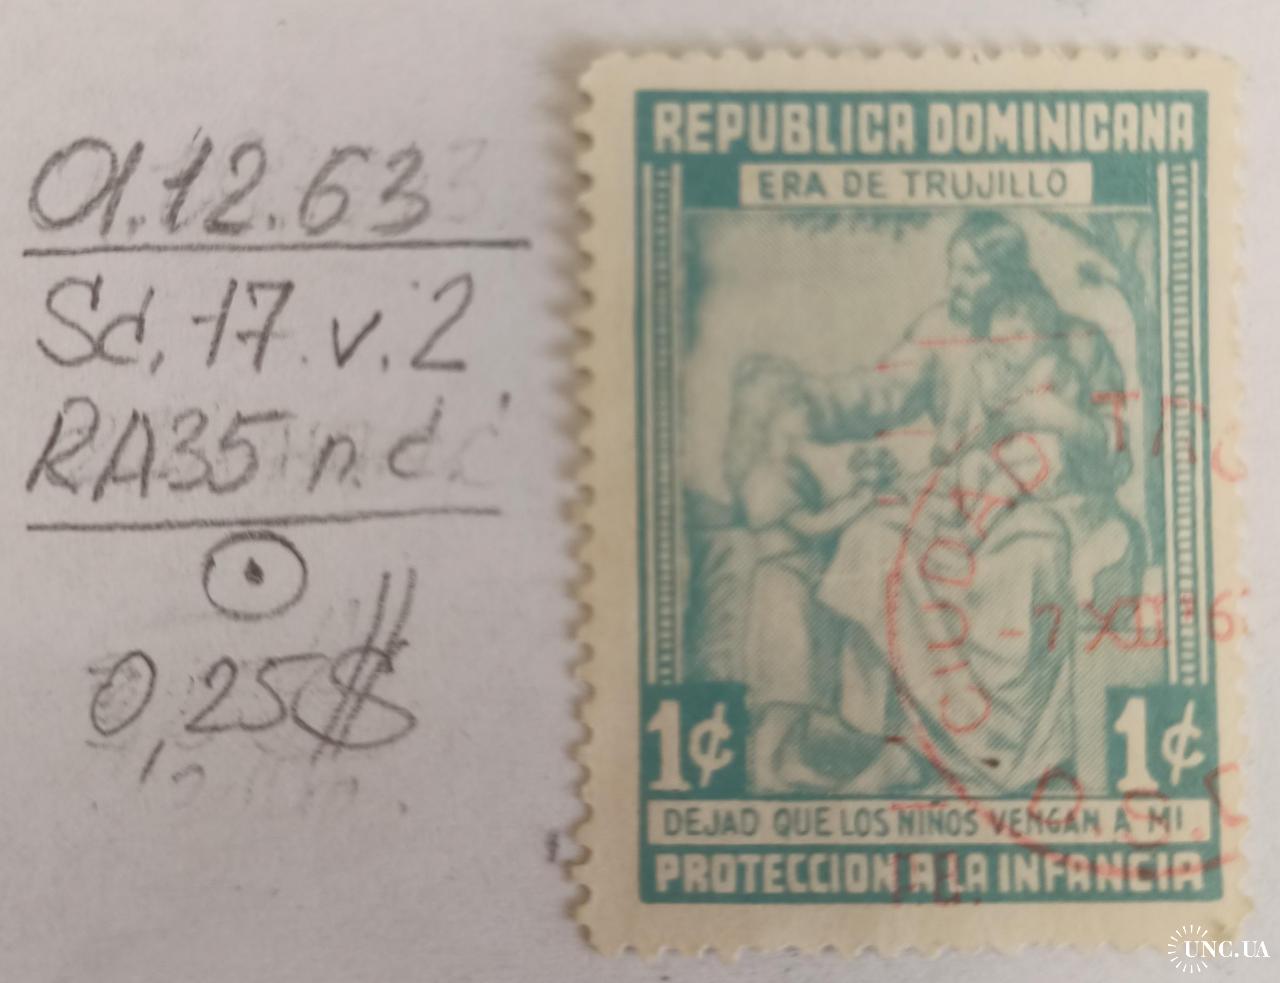 01.12.63
Sc.-17.v.2
RA35 n.d.
0,25$
REPUBLICA DOMINICANA
ERA DE TRUJILLO
1¢
1¢
DEJAD QUE LOS NIÑOS VENGAN A MI
PROTECCION A LA INFANCIA
CIUDAD TR
-7 XII 6
D.S.
UNC.UA